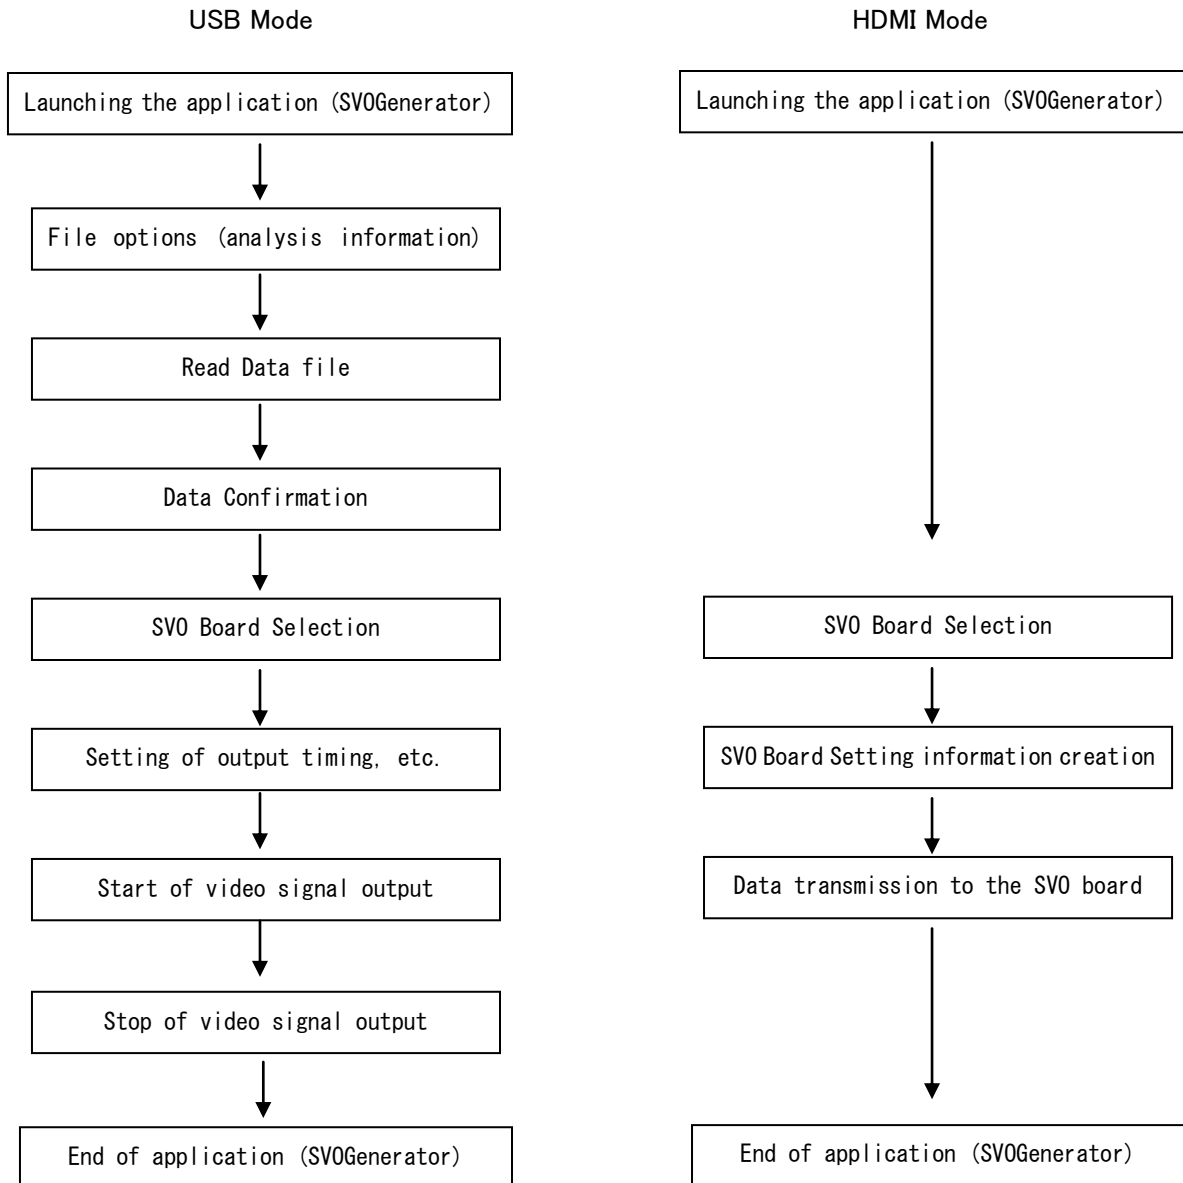 USB Mode
Launching the application (SVOGenerator)
File options (analysis information)
Read Data file
Data Confirmation
SVO Board Selection
Setting of output timing, etc.
Start of video signal output
Stop of video signal output
End of application (SVOGenerator)
HDMI Mode
Launching the application (SVOGenerator)
SVO Board Selection
SVO Board Setting information creation
Data transmission to the SVO board
End of application (SVOGenerator)